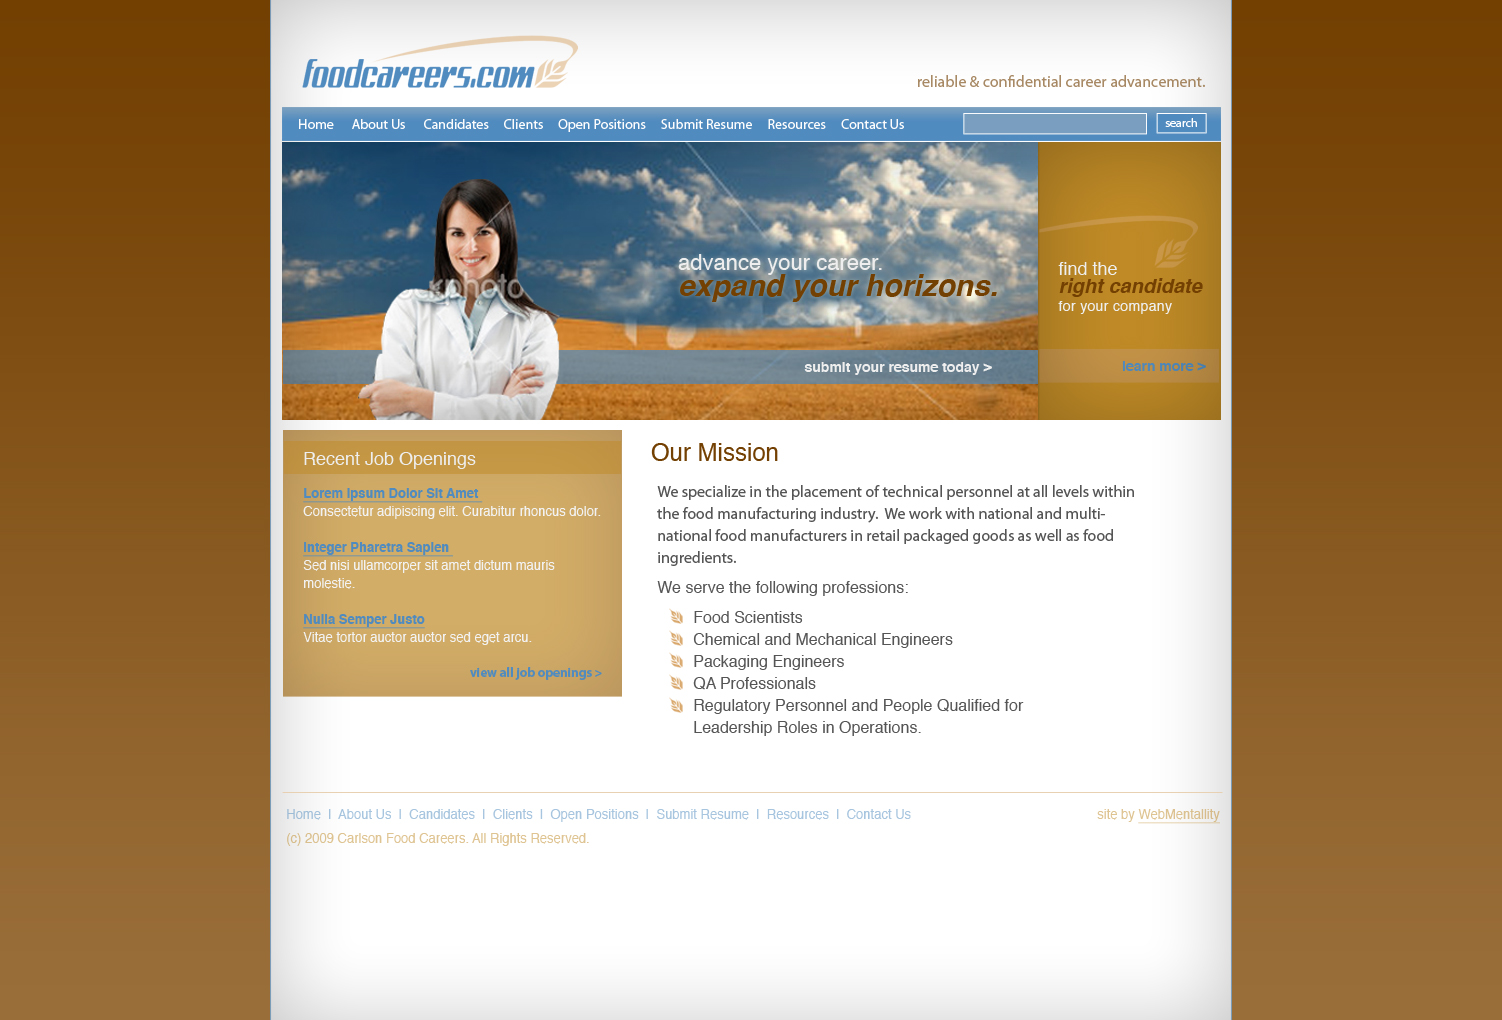 foodcareers.com
reliable & confidential career advancement.
Home About Us Candidates Clients Open Positions Submit Resume Resources Contact Us search
advance your career.
expand your horizons.
submit your resume today >
find the
right candidate
for your company
learn more >
Recent Job Openings
Lorem Ipsum Dolor Sit Amet
Consectetur adipiscing elit. Curabitur rhoncus dolor.
Integer Pharetra Sapien
Sed nisi ullamcorper sit amet dictum mauris
molestie.
Nulla Semper Justo
Vitae tortor auctor auctor sed eget arcu.
view all job openings >
Our Mission
We specialize in the placement of technical personnel at all levels within
the food manufacturing industry. We work with national and multi-
national food manufacturers in retail packaged goods as well as food
ingredients.
We serve the following professions:
Food Scientists
Chemical and Mechanical Engineers
Packaging Engineers
QA Professionals
Regulatory Personnel and People Qualified for
Leadership Roles in Operations.
Home | About Us | Candidates | Clients | Open Positions | Submit Resume | Resources | Contact Us
site by WebMentallity
(c) 2009 Carlson Food Careers. All Rights Reserved.